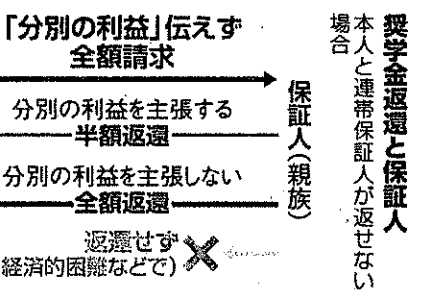 奨学金返還と保証人
本人と連帯保証人が返せない
場合
「分別の利益」伝えず
全額請求
保証人(親族)
分別の利益を主張する
半額返還
分別の利益を主張しない
全額返還
返還せず
経済的困難などで)